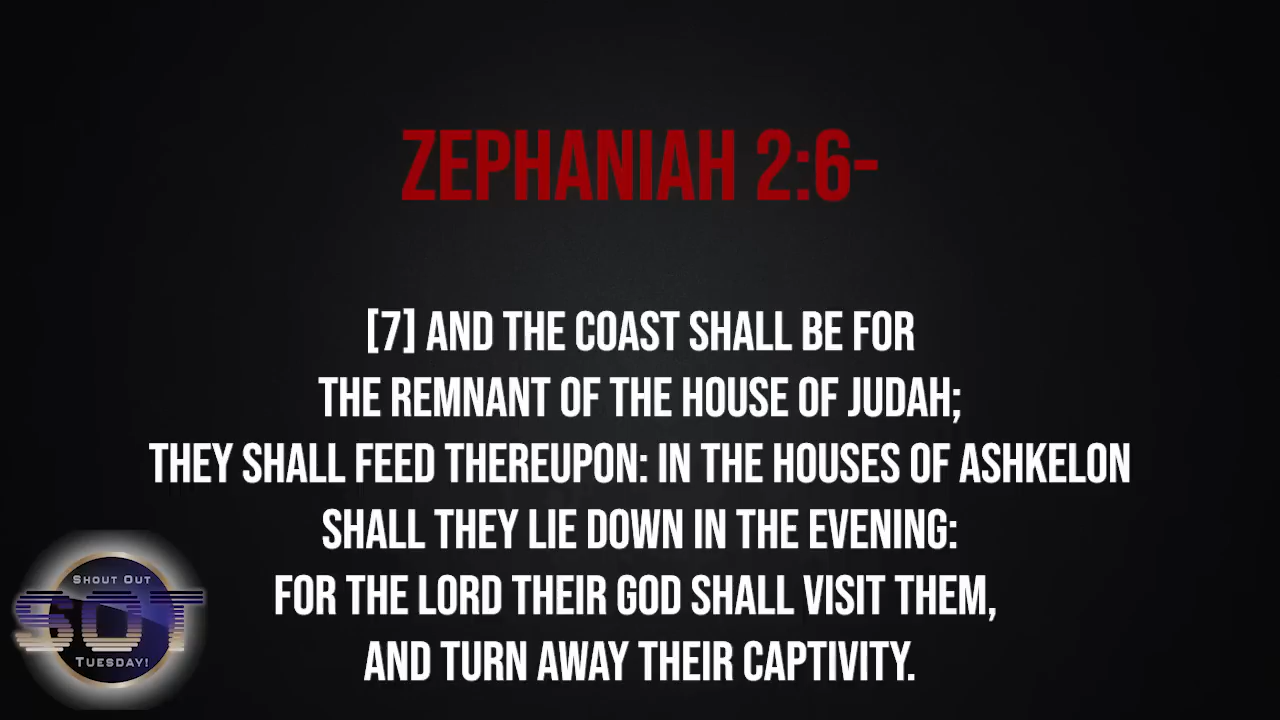 ZEPHANIAH 2:6-
[7] AND THE COAST SHALL BE FOR
THE REMNANT OF THE HOUSE OF JUDAH;
THEY SHALL FEED THEREUPON: IN THE HOUSES OF ASHKELON
SHALL THEY LIE DOWN IN THE EVENING:
FOR THE LORD THEIR GOD SHALL VISIT THEM,
AND TURN AWAY THEIR CAPTIVITY.
SHOUT OUT
SOT
TUESDAY!